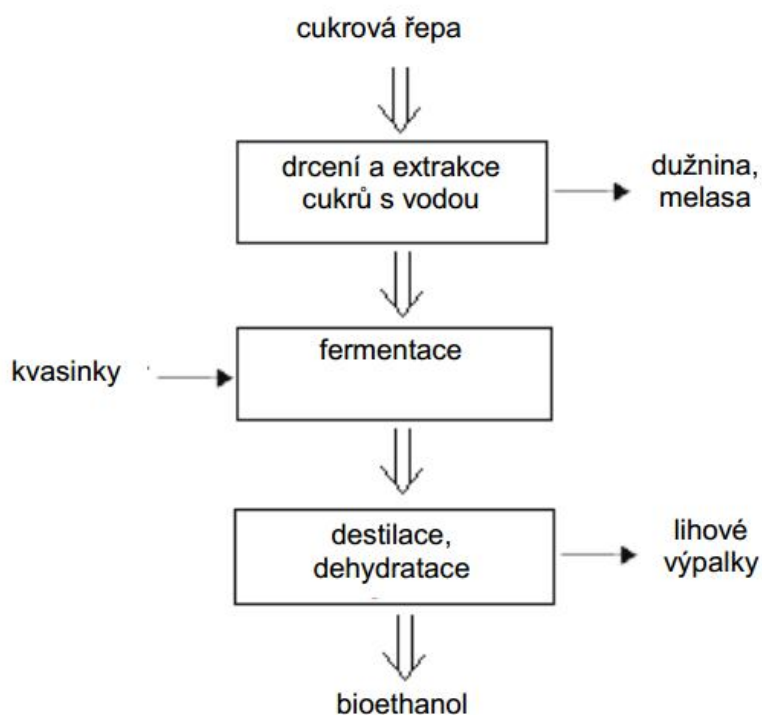 cukrová řepa
drcení a extrakce
cukrů s vodou
dužnina,
melasa
fermentace
kvasinky
destilace,
dehydratace
lihové
výpalky
bioethanol